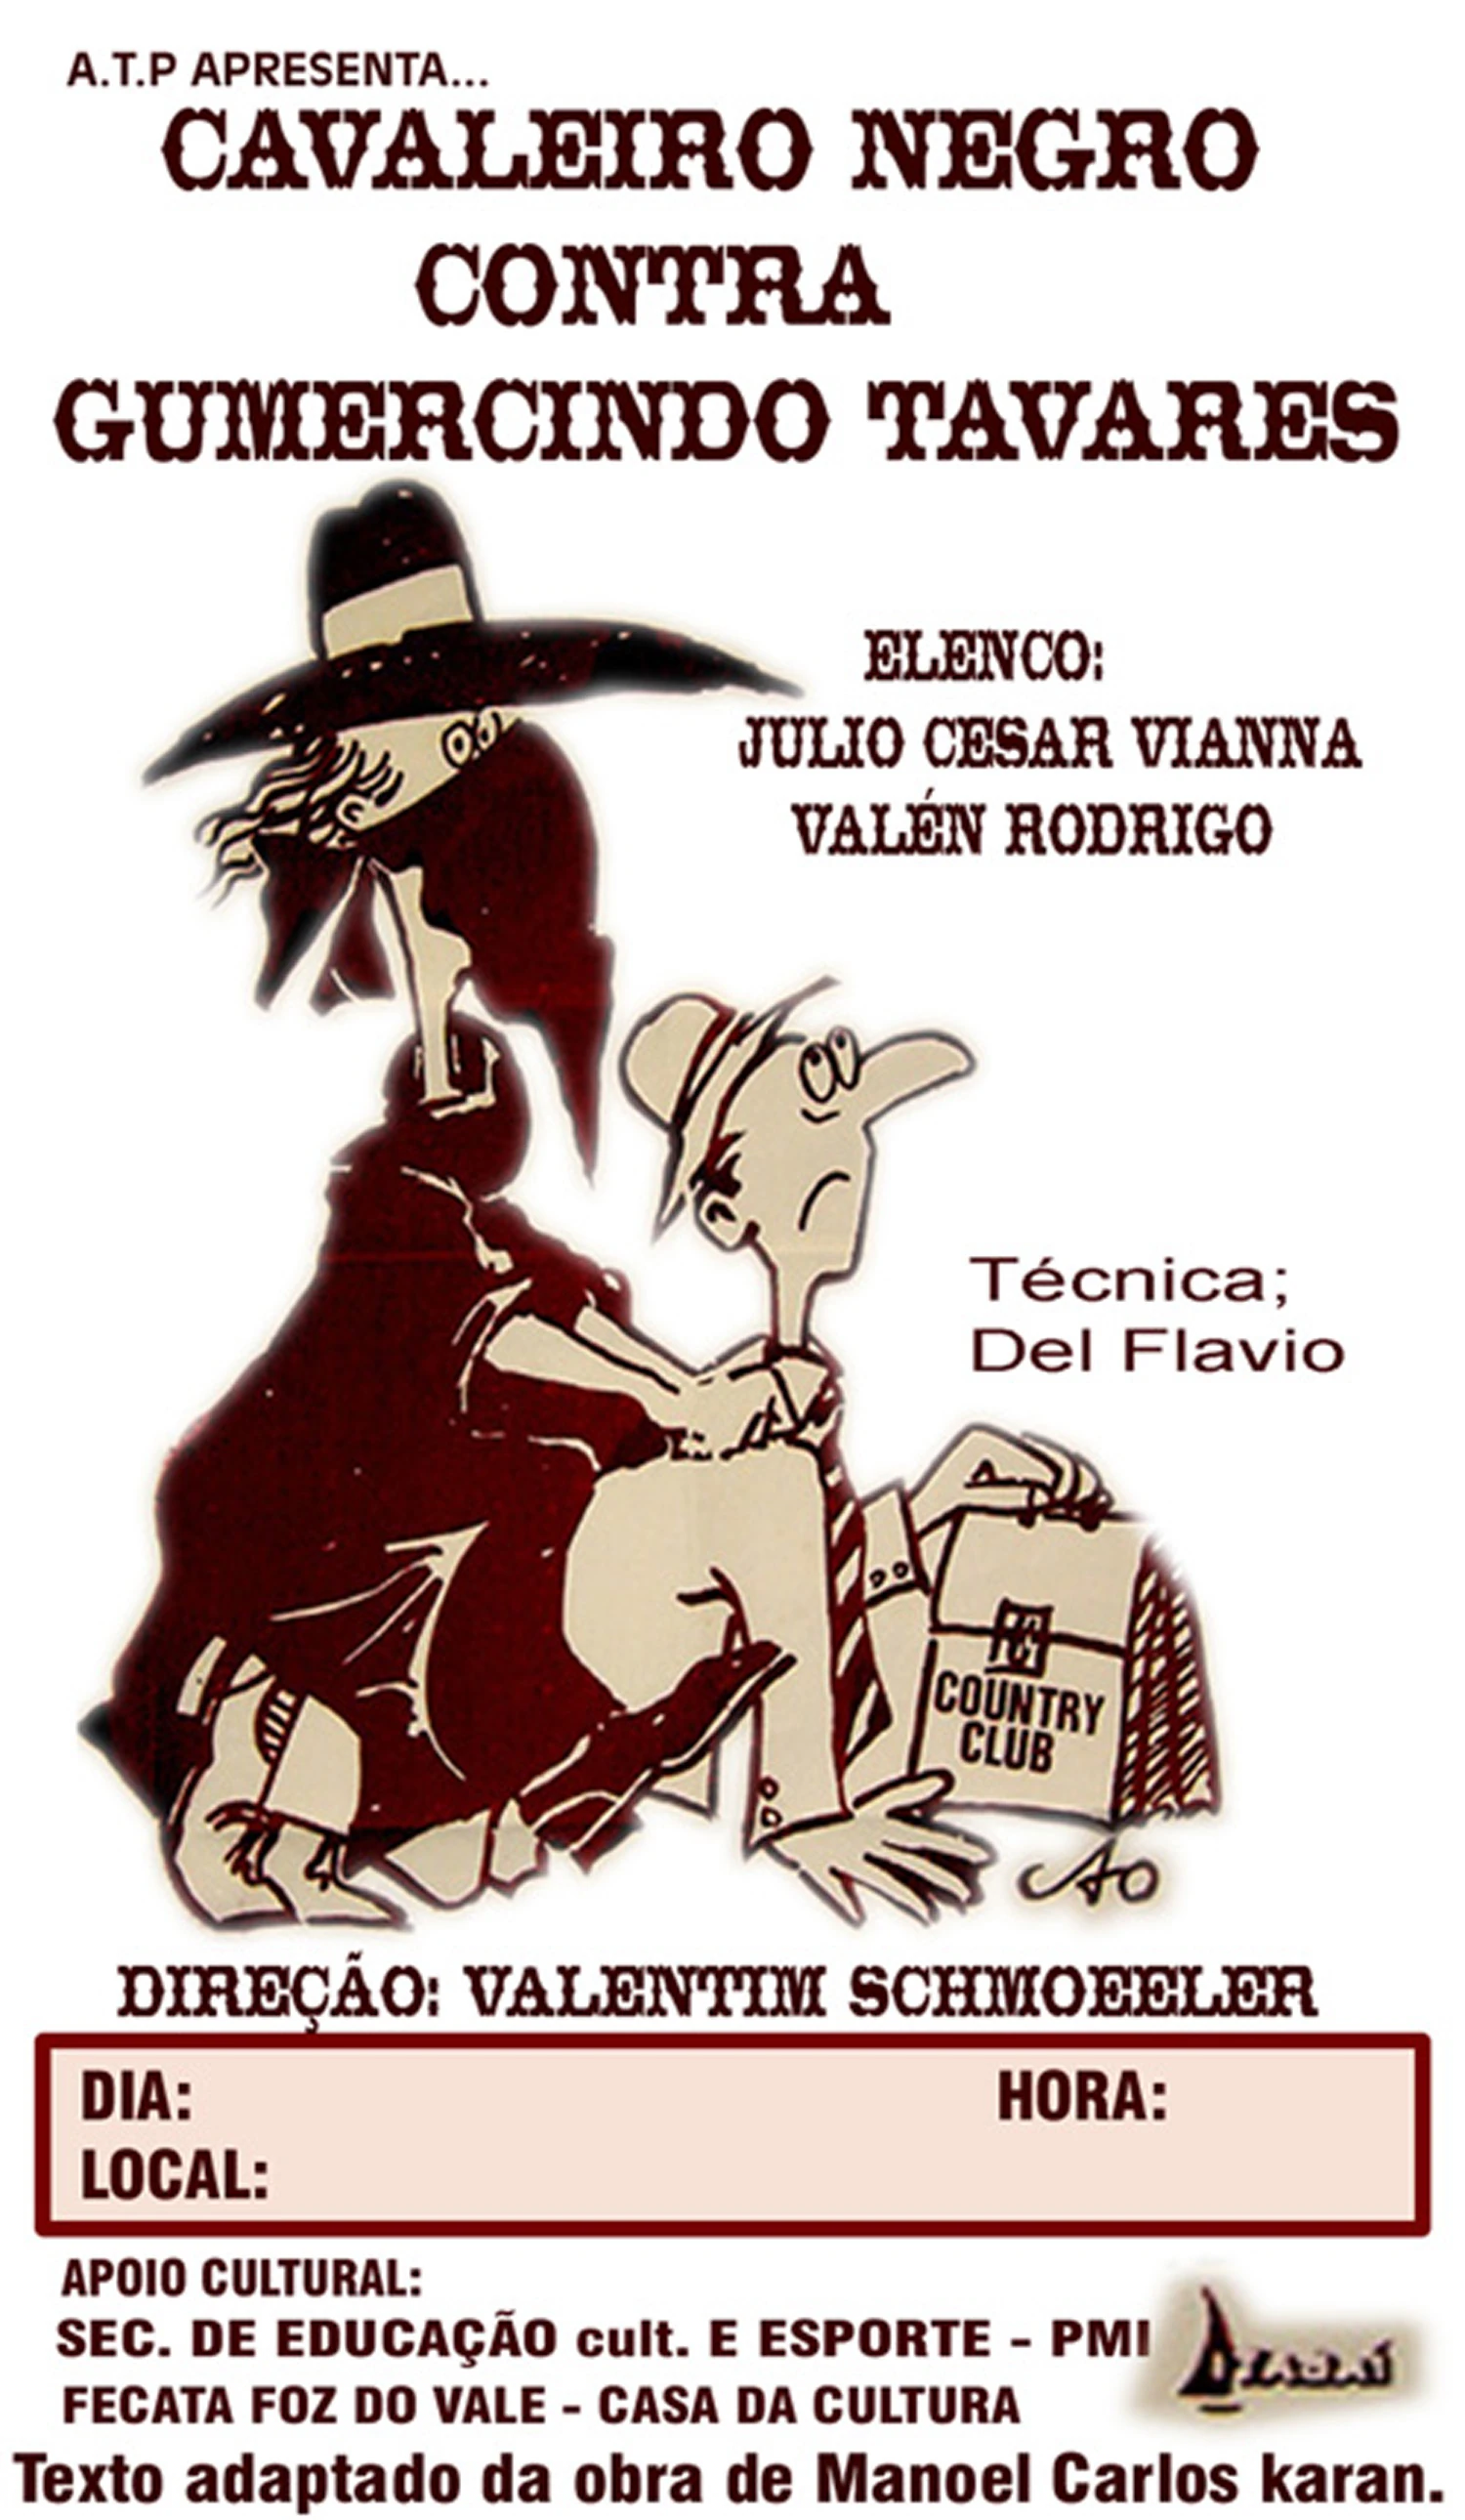 A.T.P APRESENTA...
CAVALEIRO NEGRO
CONTRA
GUMERCINDO TAVARES
ELENCO:
JULIO CESAR VIANNA
VALÉN RODRIGO
Técnica;
Del Flavio
COUNTRY
CLUB
DIREÇÃO: VALENTIM SCHMOEELER
DIA: HORA:
LOCAL:
APOIO CULTURAL:
SEC. DE EDUCAÇÃO cult. E ESPORTE - PMI
FECATA FOZ DO VALE - CASA DA CULTURA
Texto adaptado da obra de Manoel Carlos karan.